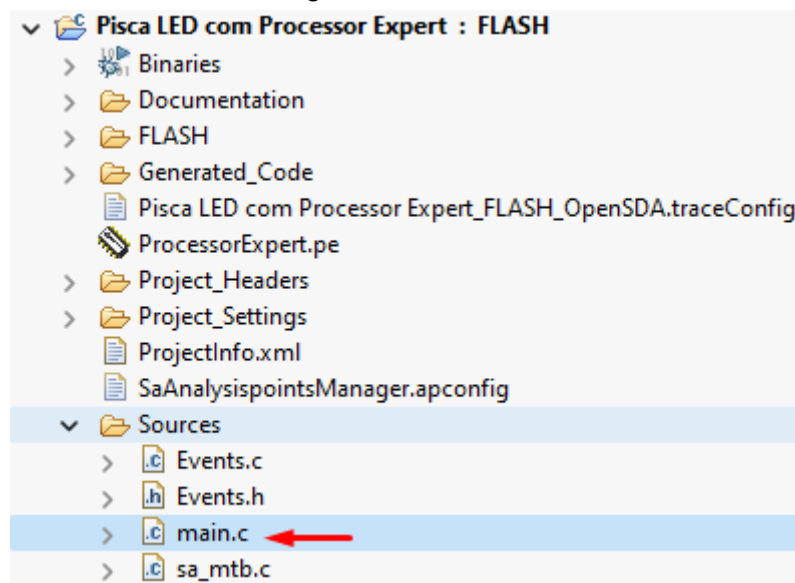 Pisca LED com Processor Expert : FLASH
Binaries
Documentation
FLASH
Generated_Code
Pisca LED com Processor Expert_FLASH_OpenSDA.traceConfig
ProcessorExpert.pe
Project_Headers
Project_Settings
ProjectInfo.xml
SaAnalysispointsManager.apconfig
Sources
Events.c
Events.h
main.c
sa_mtb.c